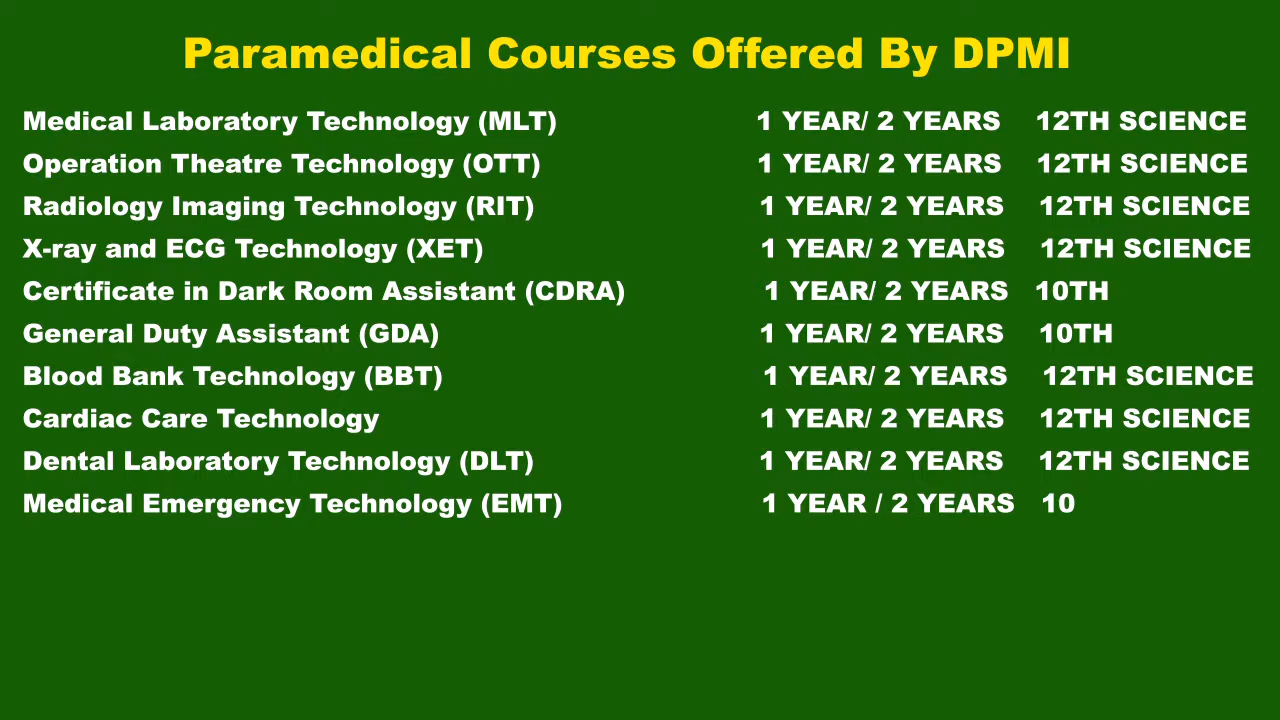 Paramedical Courses Offered By DPMI
Medical Laboratory Technology (MLT) 1 YEAR/ 2 YEARS 12TH SCIENCE
Operation Theatre Technology (OTT) 1 YEAR/ 2 YEARS 12TH SCIENCE
Radiology Imaging Technology (RIT) 1 YEAR/ 2 YEARS 12TH SCIENCE
X-ray and ECG Technology (XET) 1 YEAR/ 2 YEARS 12TH SCIENCE
Certificate in Dark Room Assistant (CDRA) 1 YEAR/ 2 YEARS 10TH
General Duty Assistant (GDA) 1 YEAR/ 2 YEARS 10TH
Blood Bank Technology (BBT) 1 YEAR/ 2 YEARS 12TH SCIENCE
Cardiac Care Technology 1 YEAR/ 2 YEARS 12TH SCIENCE
Dental Laboratory Technology (DLT) 1 YEAR/ 2 YEARS 12TH SCIENCE
Medical Emergency Technology (EMT) 1 YEAR / 2 YEARS 10